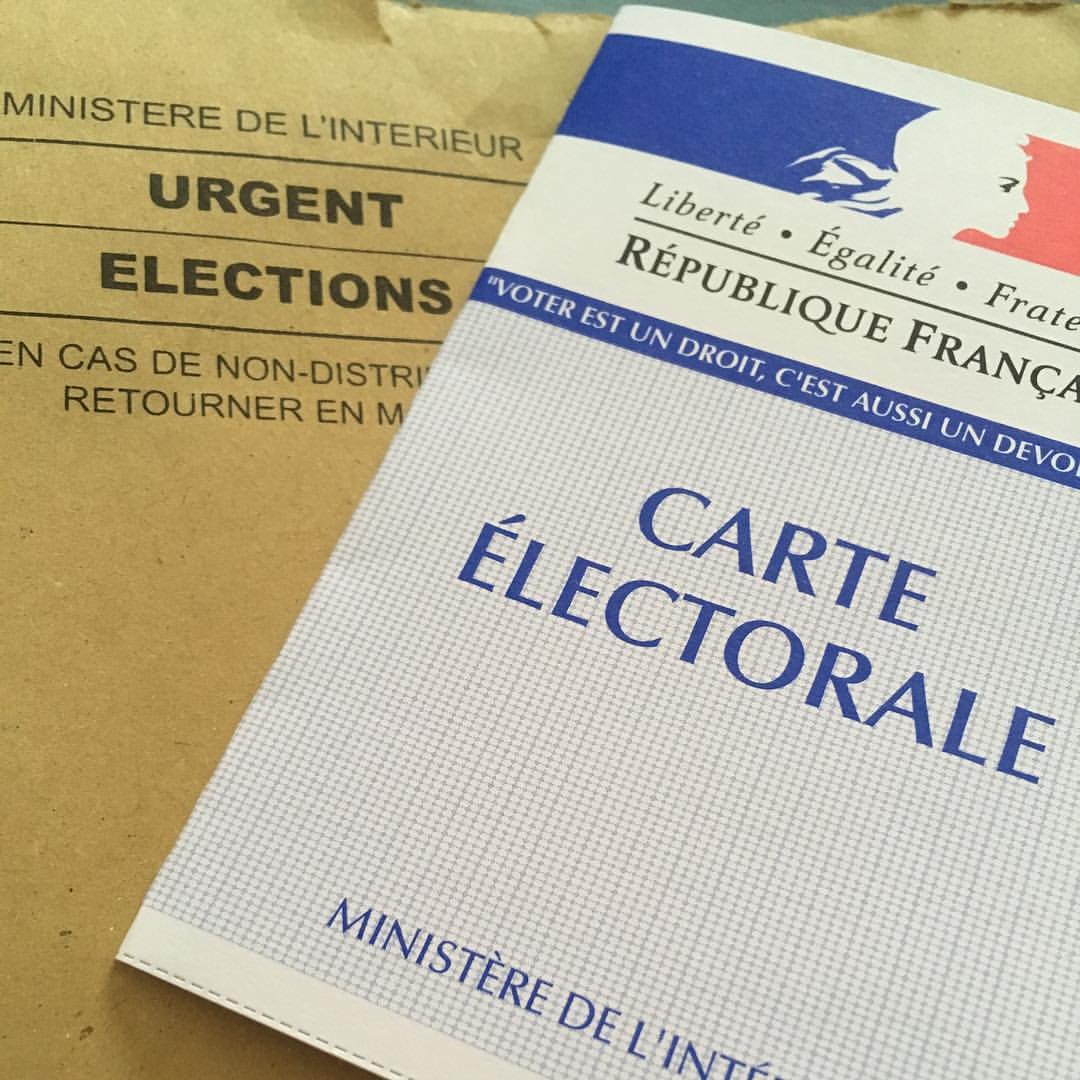 MINISTERE DE L'INTERIEUR
URGENT
ELECTIONS
EN CAS DE NON-DISTRI
RETOURNER EN M
Liberté • Égalité • Frate
RÉPUBLIQUE FRANÇA
"VOTER EST UN DROIT, C'EST AUSSI UN DEVO
CARTE
ÉLECTORALE
MINISTÈRE DE L'INTÉ